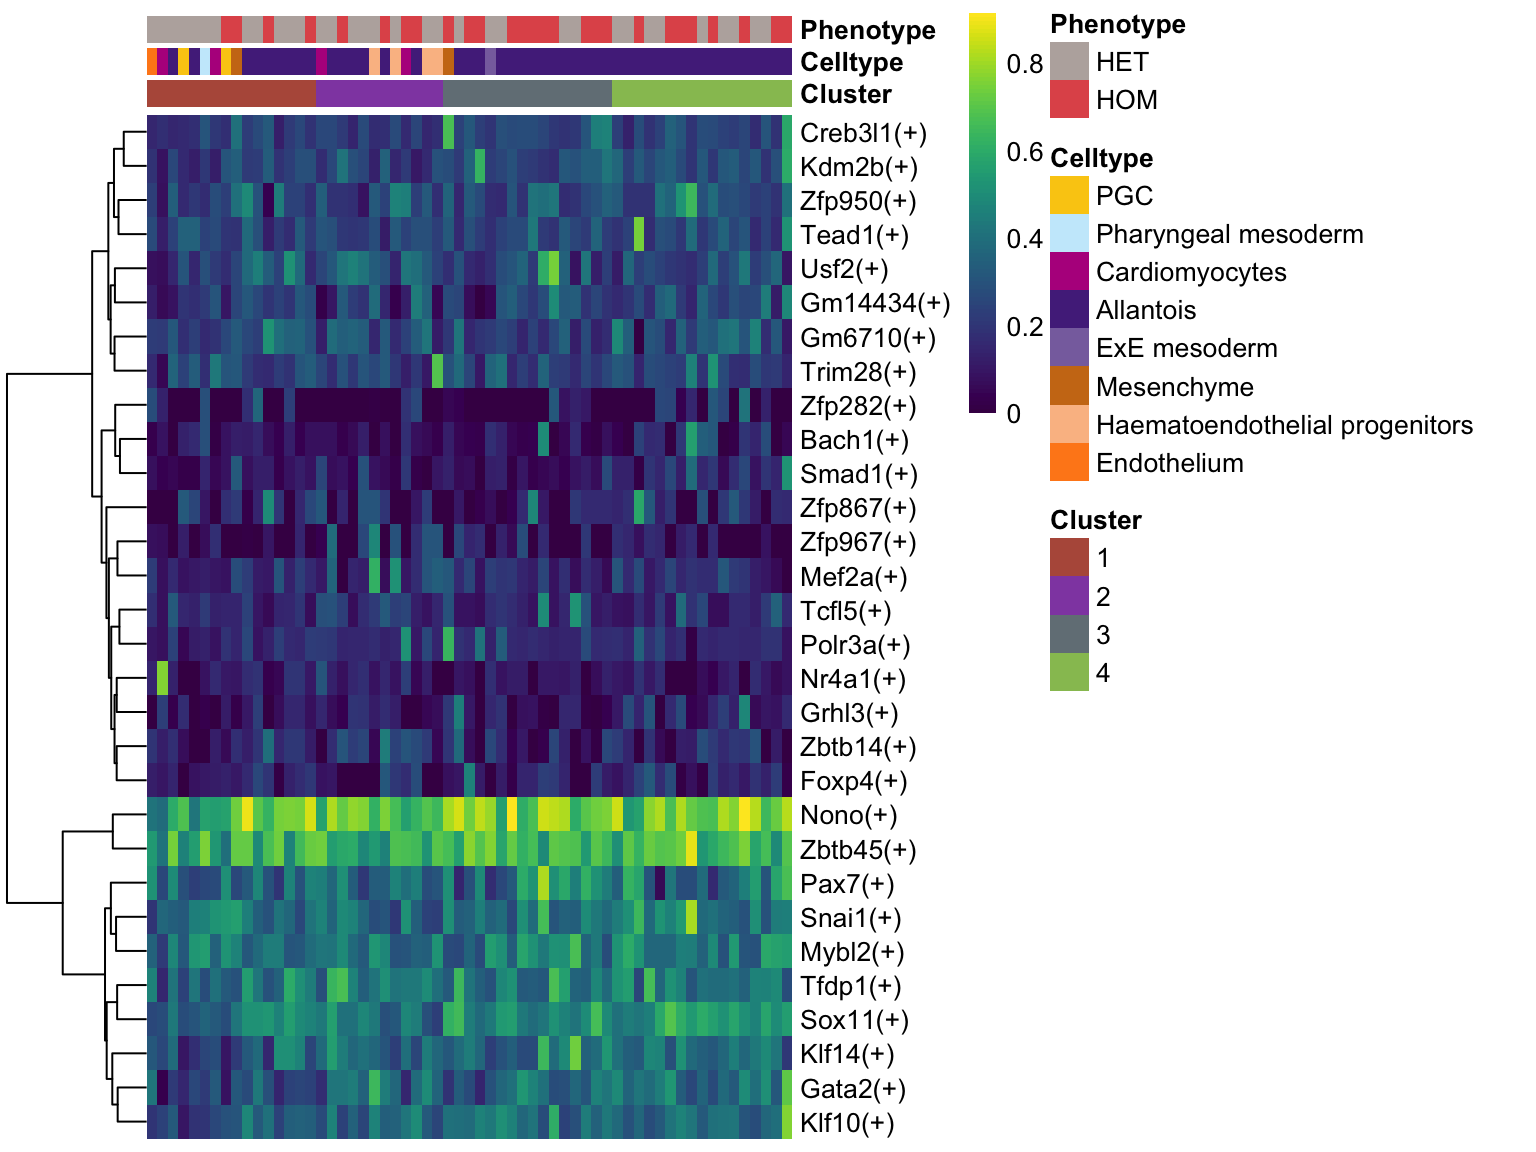 Phenotype
Celltype
Cluster
Creb3l1(+)
Kdm2b(+)
Zfp950(+)
Tead1(+)
Usf2(+)
Gm14434(+)
Gm6710(+)
Trim28(+)
Zfp282(+)
Bach1(+)
Smad1(+)
Zfp867(+)
Zfp967(+)
Mef2a(+)
Tcfl5(+)
Polr3a(+)
Nr4a1(+)
Grhl3(+)
Zbtb14(+)
Foxp4(+)
Nono(+)
Zbtb45(+)
Pax7(+)
Snai1(+)
Mybl2(+)
Tfdp1(+)
Sox11(+)
Klf14(+)
Gata2(+)
Klf10(+)
0.8
0.6
0.4
0.2
0
Phenotype
HET
HOM
Celltype
PGC
Pharyngeal mesoderm
Cardiomyocytes
Allantois
ExE mesoderm
Mesenchyme
Haematoendothelial progenitors
Endothelium
Cluster
1
2
3
4